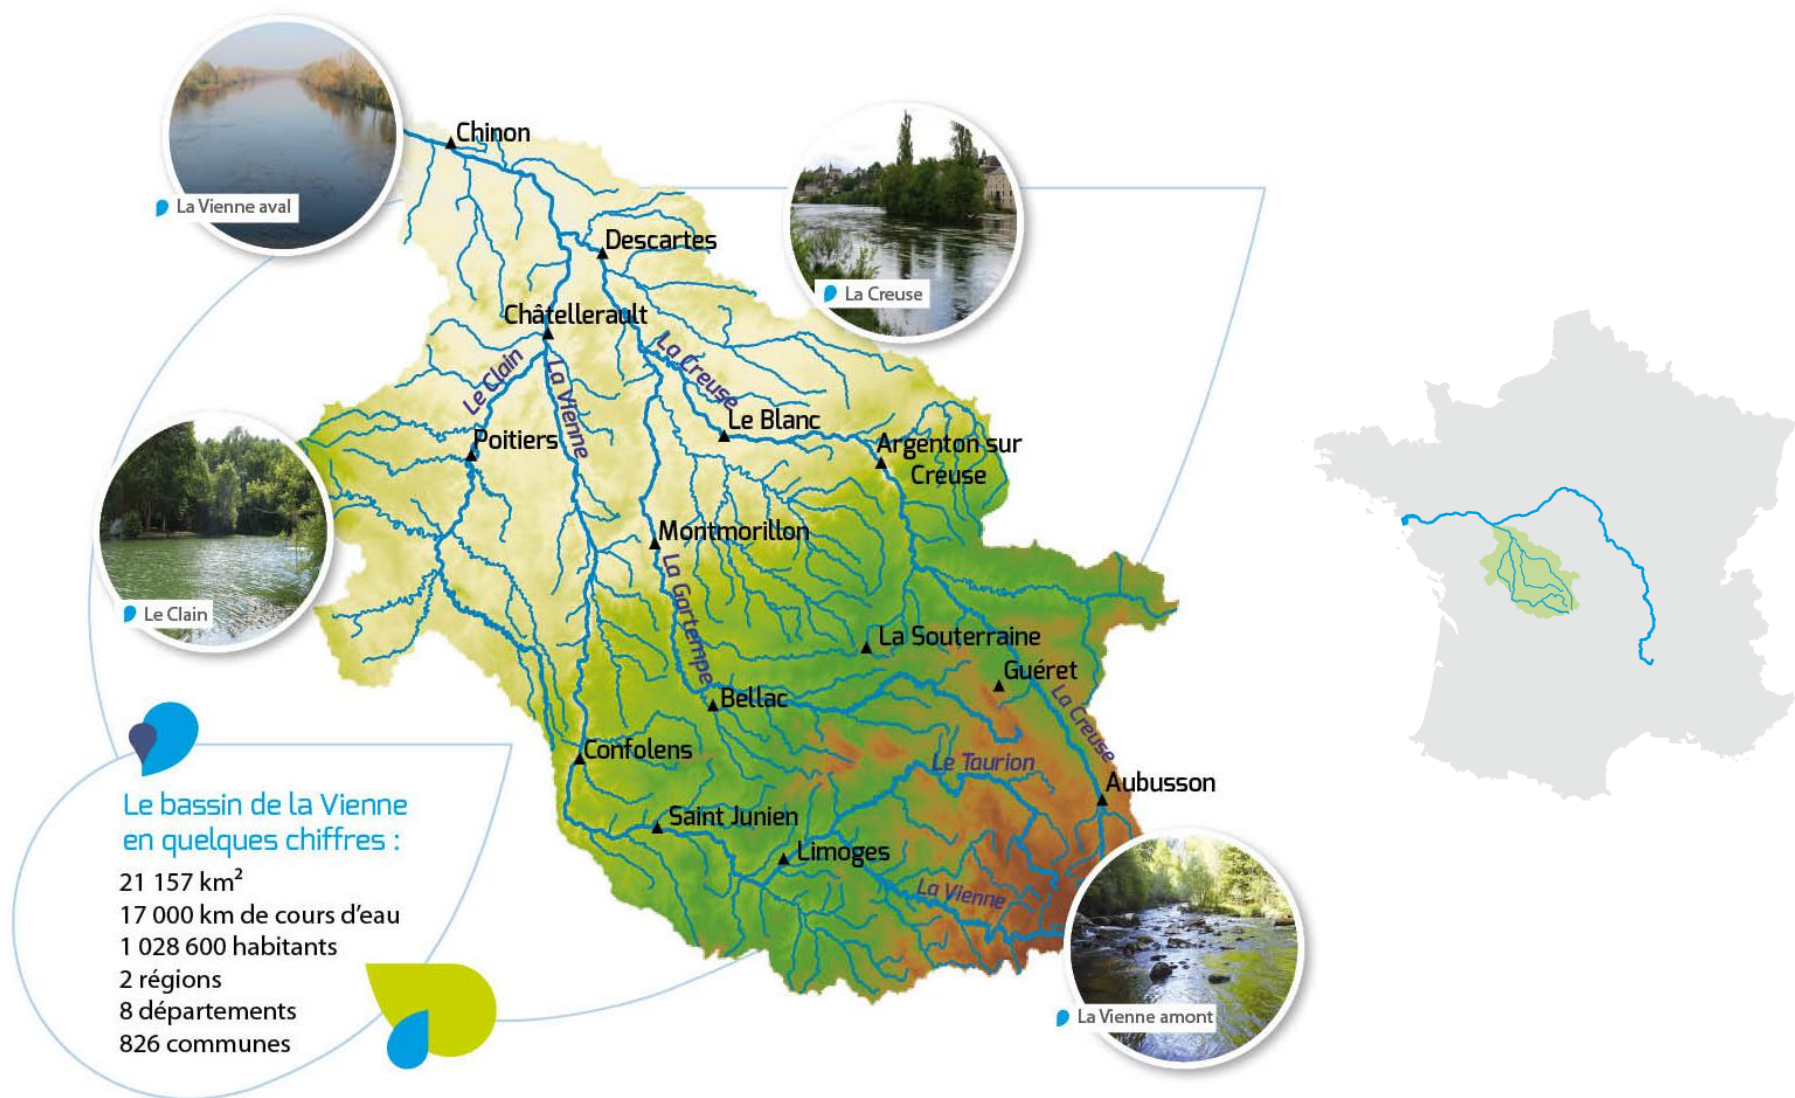 Chinon
La Vienne aval
Descartes
La Creuse
Châtellerault
La Creuse
Le Clain
La Vienne
Le Blanc
Poitiers
Argenton sur
Creuse
Montmorillon
La Gartempe
Le Clain
La Souterraine
Guéret
La Creuse
Bellac
Confolens
Le Taurion
Aubusson
Saint Junien
Limoges
La Vienne
La Vienne amont
Le bassin de la Vienne
en quelques chiffres :
21 157 km²
17 000 km de cours d’eau
1 028 600 habitants
2 régions
8 départements
826 communes